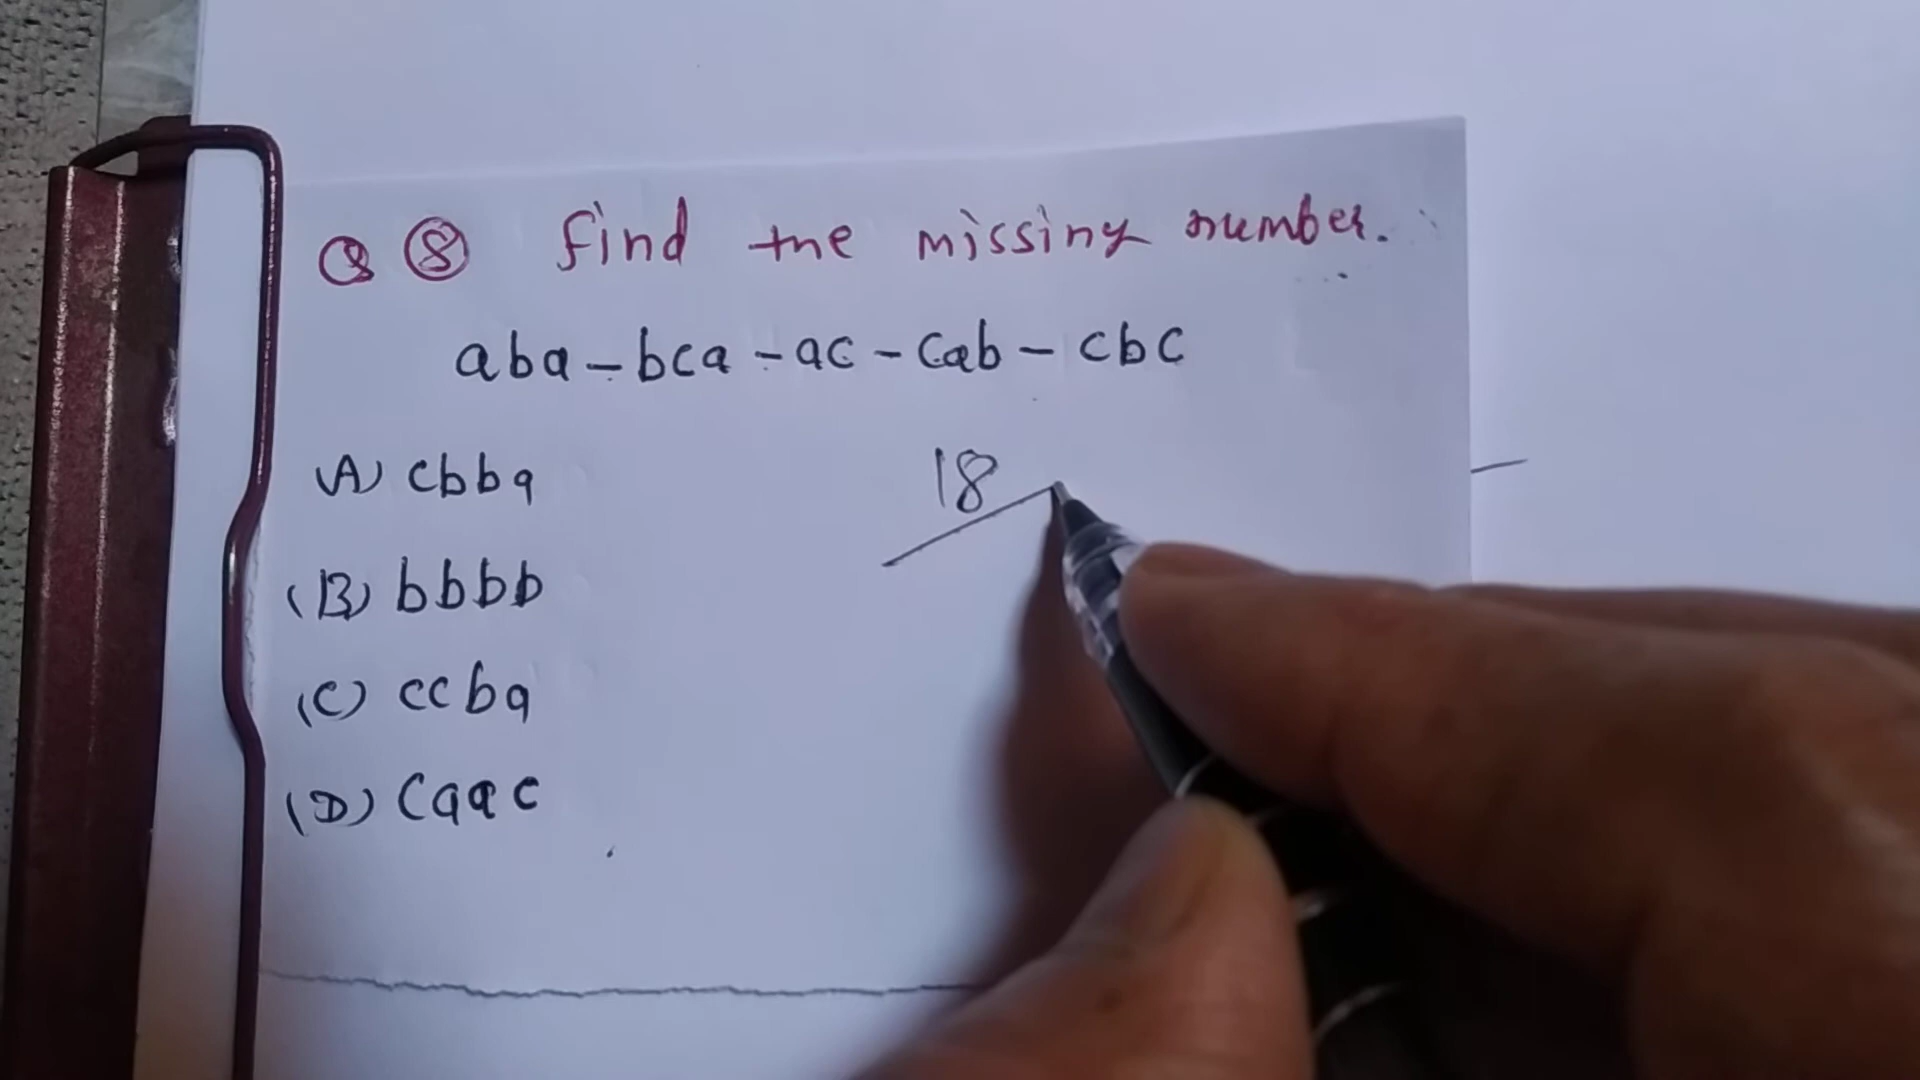 Q 8 Find the missing number.
aba - bca - ac - cab - cbc
18
(A) cbba
(B) bbbb
(C) ccba
(D) caac